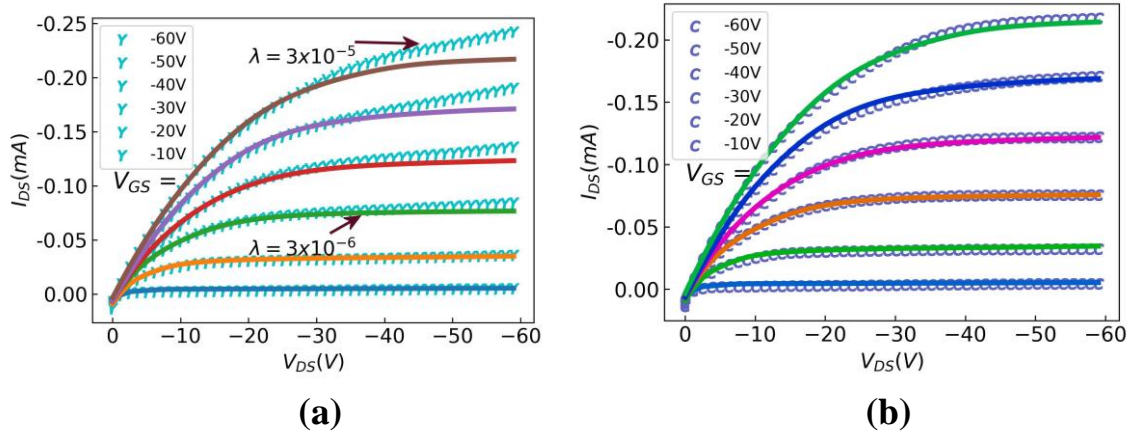 -0.25
-0.20
-0.15
-0.10
-0.05
0.00
I_DS(mA)
Y -60V
Y -50V
Y -40V
Y -30V
Y -20V
Y -10V
V_GS =
λ = 3x10⁻⁵
λ = 3x10⁻⁶
0 −10 −20 −30 −40 −50 −60
V_DS(V)
(a)
-0.20
-0.15
-0.10
-0.05
0.00
I_DS(mA)
C -60V
C -50V
C -40V
C -30V
C -20V
C -10V
V_GS =
0 −10 −20 −30 −40 −50 −60
V_DS(V)
(b)